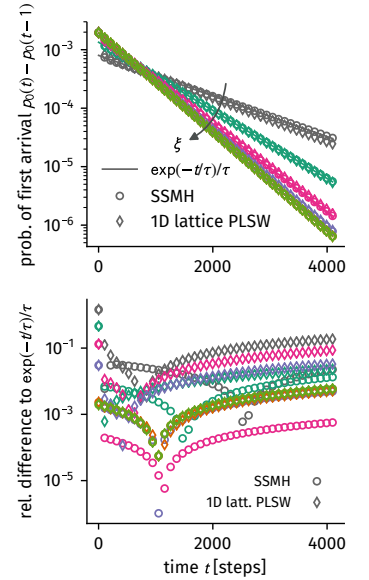 prob. of first arrival p₀(t) − p₀(t−1)
10⁻³
10⁻⁴
10⁻⁵
10⁻⁶
ξ
exp(−t/τ)/τ
SSMH
1D lattice PLSW
0
2000
4000
rel. difference to exp(−t/τ)/τ
10⁻¹
10⁻³
10⁻⁵
SSMH
1D latt. PLSW
0
2000
4000
time t [steps]